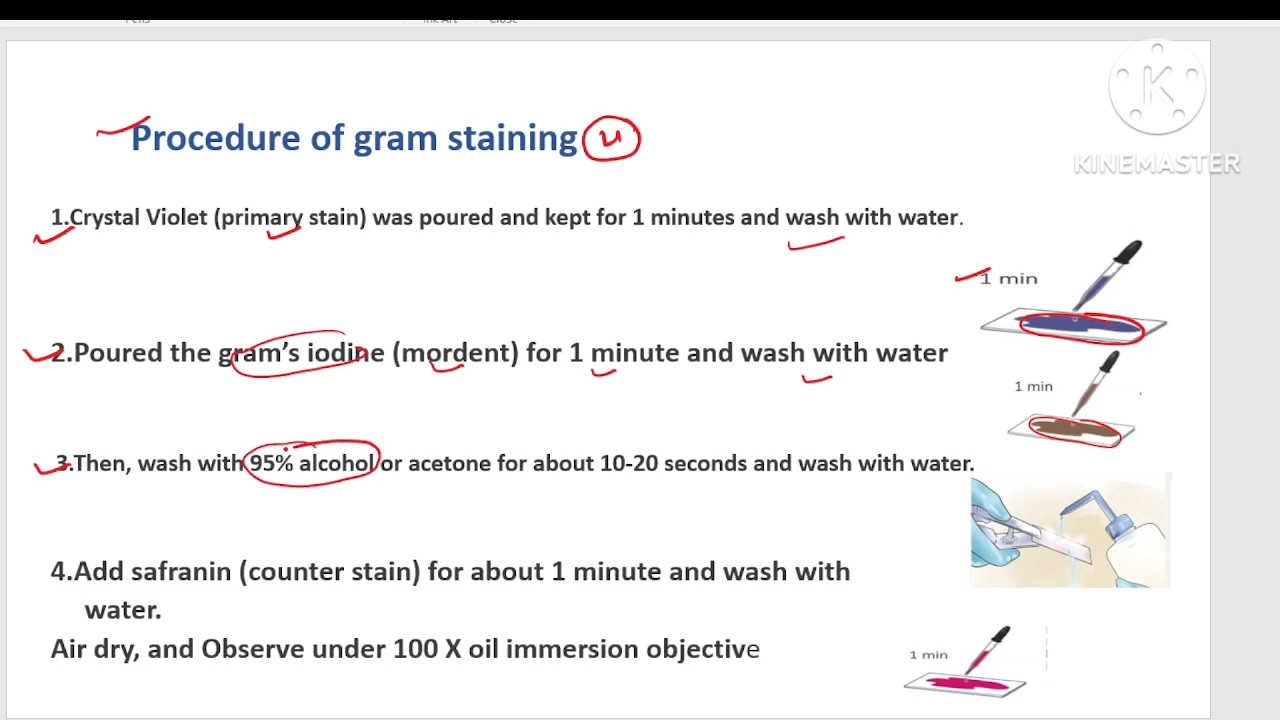 Procedure of gram staining
1.Crystal Violet (primary stain) was poured and kept for 1 minutes and wash with water.
1 min
2.Poured the gram's iodine (mordent) for 1 minute and wash with water
1 min
3.Then, wash with 95% alcohol or acetone for about 10-20 seconds and wash with water.
4.Add safranin (counter stain) for about 1 minute and wash with
water.
Air dry, and Observe under 100 X oil immersion objective
1 min
K
KINEMASTER